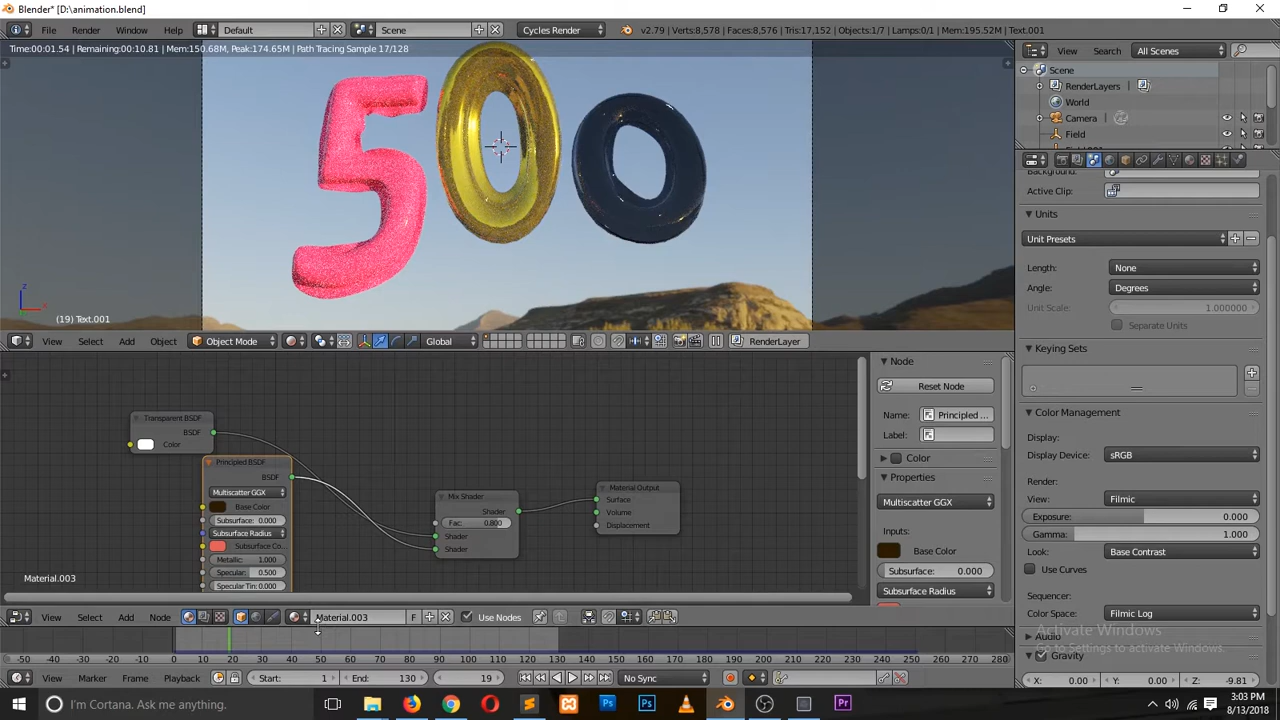 Blender* [D:\animation.blend]
File Render Window Help Default Scene Cycles Render v2.79 | Verts:8,578 | Faces:8,576 | Tris:17,152 | Objects:1/7 | Lamps:0/1 | Mem:195.52M | Text.001
Time:00:01.54 | Remaining:00:10.81 | Mem:150.68M, Peak:174.65M | Path Tracing Sample 17/128
View Search All Scenes
Scene
RenderLayers
World
Camera
Field
500
(19) Text.001
View Select Add Object Object Mode Global RenderLayer
Background:
Active Clip:
Units
Unit Presets
Length: None
Angle: Degrees
Unit Scale: 1.000000
Separate Units
Keying Sets
Color Management
Display:
Display Device: sRGB
Render:
View: Filmic
Exposure: 0.000
Gamma: 1.000
Look: Base Contrast
Use Curves
Sequencer:
Color Space: Filmic Log
Audio
Gravity
X: 0.00 Y: 0.00 Z: -9.81
Activate Windows
Go to Settings to activate Windows.
Transparent BSDF
BSDF
Color
Principled BSDF
BSDF
Multiscatter GGX
Base Color
Subsurface: 0.000
Subsurface Radius
Subsurface Co...
Metallic: 1.000
Specular: 0.500
Specular Tin: 0.000
Mix Shader
Shader
Fac: 0.800
Shader
Shader
Material Output
Surface
Volume
Displacement
Material.003
Node
Reset Node
Name: Principled ...
Label:
Color
Properties
Multiscatter GGX
Inputs:
Base Color
Subsurface: 0.000
Subsurface Radius
View Select Add Node Material.003 F Use Nodes
-50 -40 -30 -20 -10 0 10 20 30 40 50 60 70 80 90 100 110 120 130 140 150 160 170 180 190 200 210 220 230 240 250 260 270 280
View Marker Frame Playback Start: 1 End: 130 19 No Sync
I'm Cortana. Ask me anything.
3:03 PM
8/13/2018